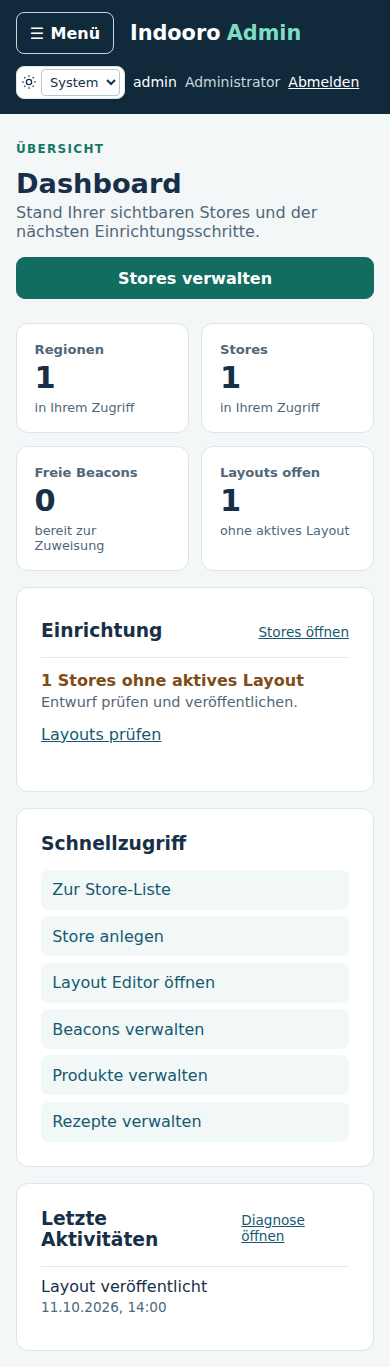 ☰ Menü
Indooro Admin
System
admin Administrator Abmelden
ÜBERSICHT
Dashboard
Stand Ihrer sichtbaren Stores und der
nächsten Einrichtungsschritte.
Stores verwalten
Regionen
1
in Ihrem Zugriff
Stores
1
in Ihrem Zugriff
Freie Beacons
0
bereit zur
Zuweisung
Layouts offen
1
ohne aktives Layout
Einrichtung
Stores öffnen
1 Stores ohne aktives Layout
Entwurf prüfen und veröffentlichen.
Layouts prüfen
Schnellzugriff
Zur Store-Liste
Store anlegen
Layout Editor öffnen
Beacons verwalten
Produkte verwalten
Rezepte verwalten
Letzte
Aktivitäten
Diagnose
öffnen
Layout veröffentlicht
11.10.2026, 14:00